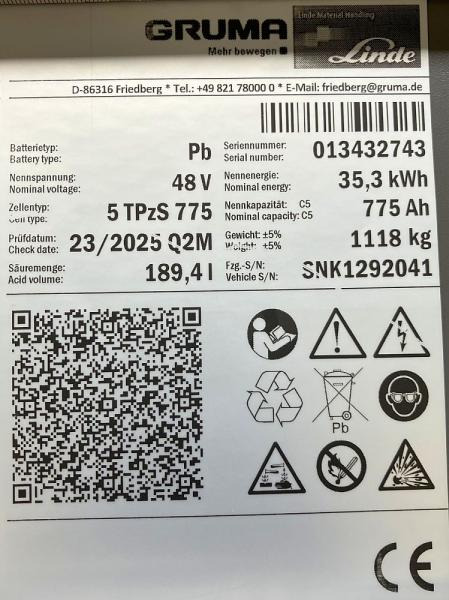 GRUMA
Mehr bewegen
Linde Material Handling
Linde
D-86316 Friedberg * Tel.: +49 821 78000 0 * E-Mail: friedberg@gruma.de
Batterietyp: Pb Seriennummer: 013432743
Battery type: Serial number:
Nennspannung: 48 V Nennenergie: 35,3 kWh
Nominal voltage: Nominal energy:
Zellentyp: 5 TPzS 775 Nennkapazität: C5 775 Ah
Cell type: Nominal capacity: C5
Prüfdatum: 23/2025 Q2M Gewicht: ±5% 1118 kg
Check date: Weight: ±5%
Säuremenge: 189,4 l Fzg.-S/N: SNK1292041
Acid volume: Vehicle S/N:
Pb
CE